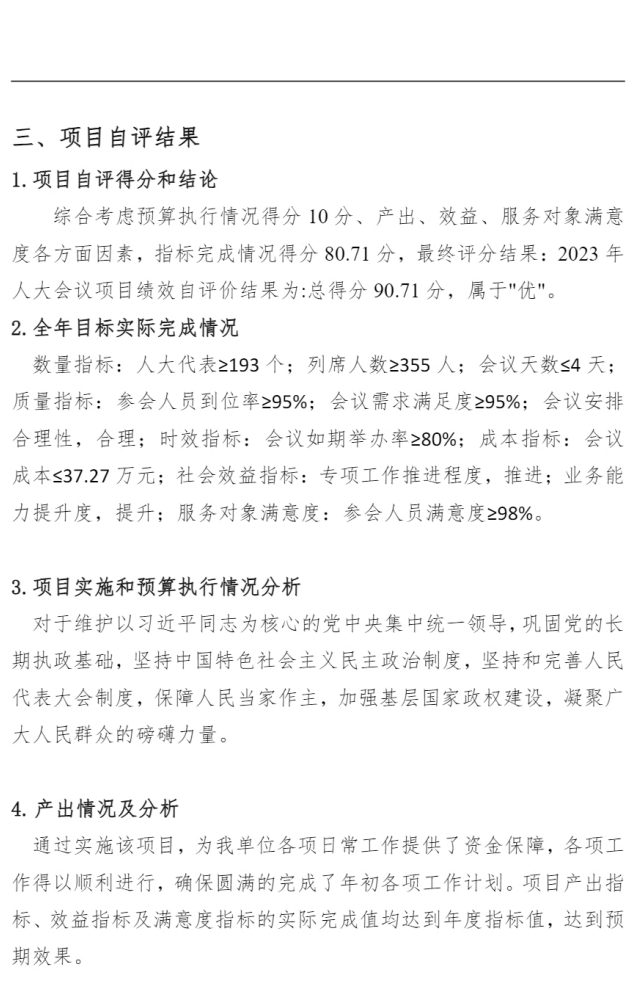 三、项目自评结果
1.项目自评得分和结论
综合考虑预算执行情况得分 10 分、产出、效益、服务对象满意
度各方面因素，指标完成情况得分 80.71 分，最终评分结果：2023 年
人大会议项目绩效自评价结果为:总得分 90.71 分，属于"优"。
2.全年目标实际完成情况
数量指标：人大代表≥193 个；列席人数≥355 人；会议天数≤4 天；
质量指标：参会人员到位率≥95%；会议需求满足度≥95%；会议安排
合理性，合理；时效指标：会议如期举办率≥80%；成本指标：会议
成本≤37.27 万元；社会效益指标：专项工作推进程度，推进；业务能
力提升度，提升；服务对象满意度：参会人员满意度≥98%。
3.项目实施和预算执行情况分析
对于维护以习近平同志为核心的党中央集中统一领导，巩固党的长
期执政基础，坚持中国特色社会主义民主政治制度，坚持和完善人民
代表大会制度，保障人民当家作主，加强基层国家政权建设，凝聚广
大人民群众的磅礴力量。
4. 产出情况及分析
通过实施该项目，为我单位各项日常工作提供了资金保障，各项工
作得以顺利进行，确保圆满的完成了年初各项工作计划。项目产出指
标、效益指标及满意度指标的实际完成值均达到年度指标值，达到预
期效果。